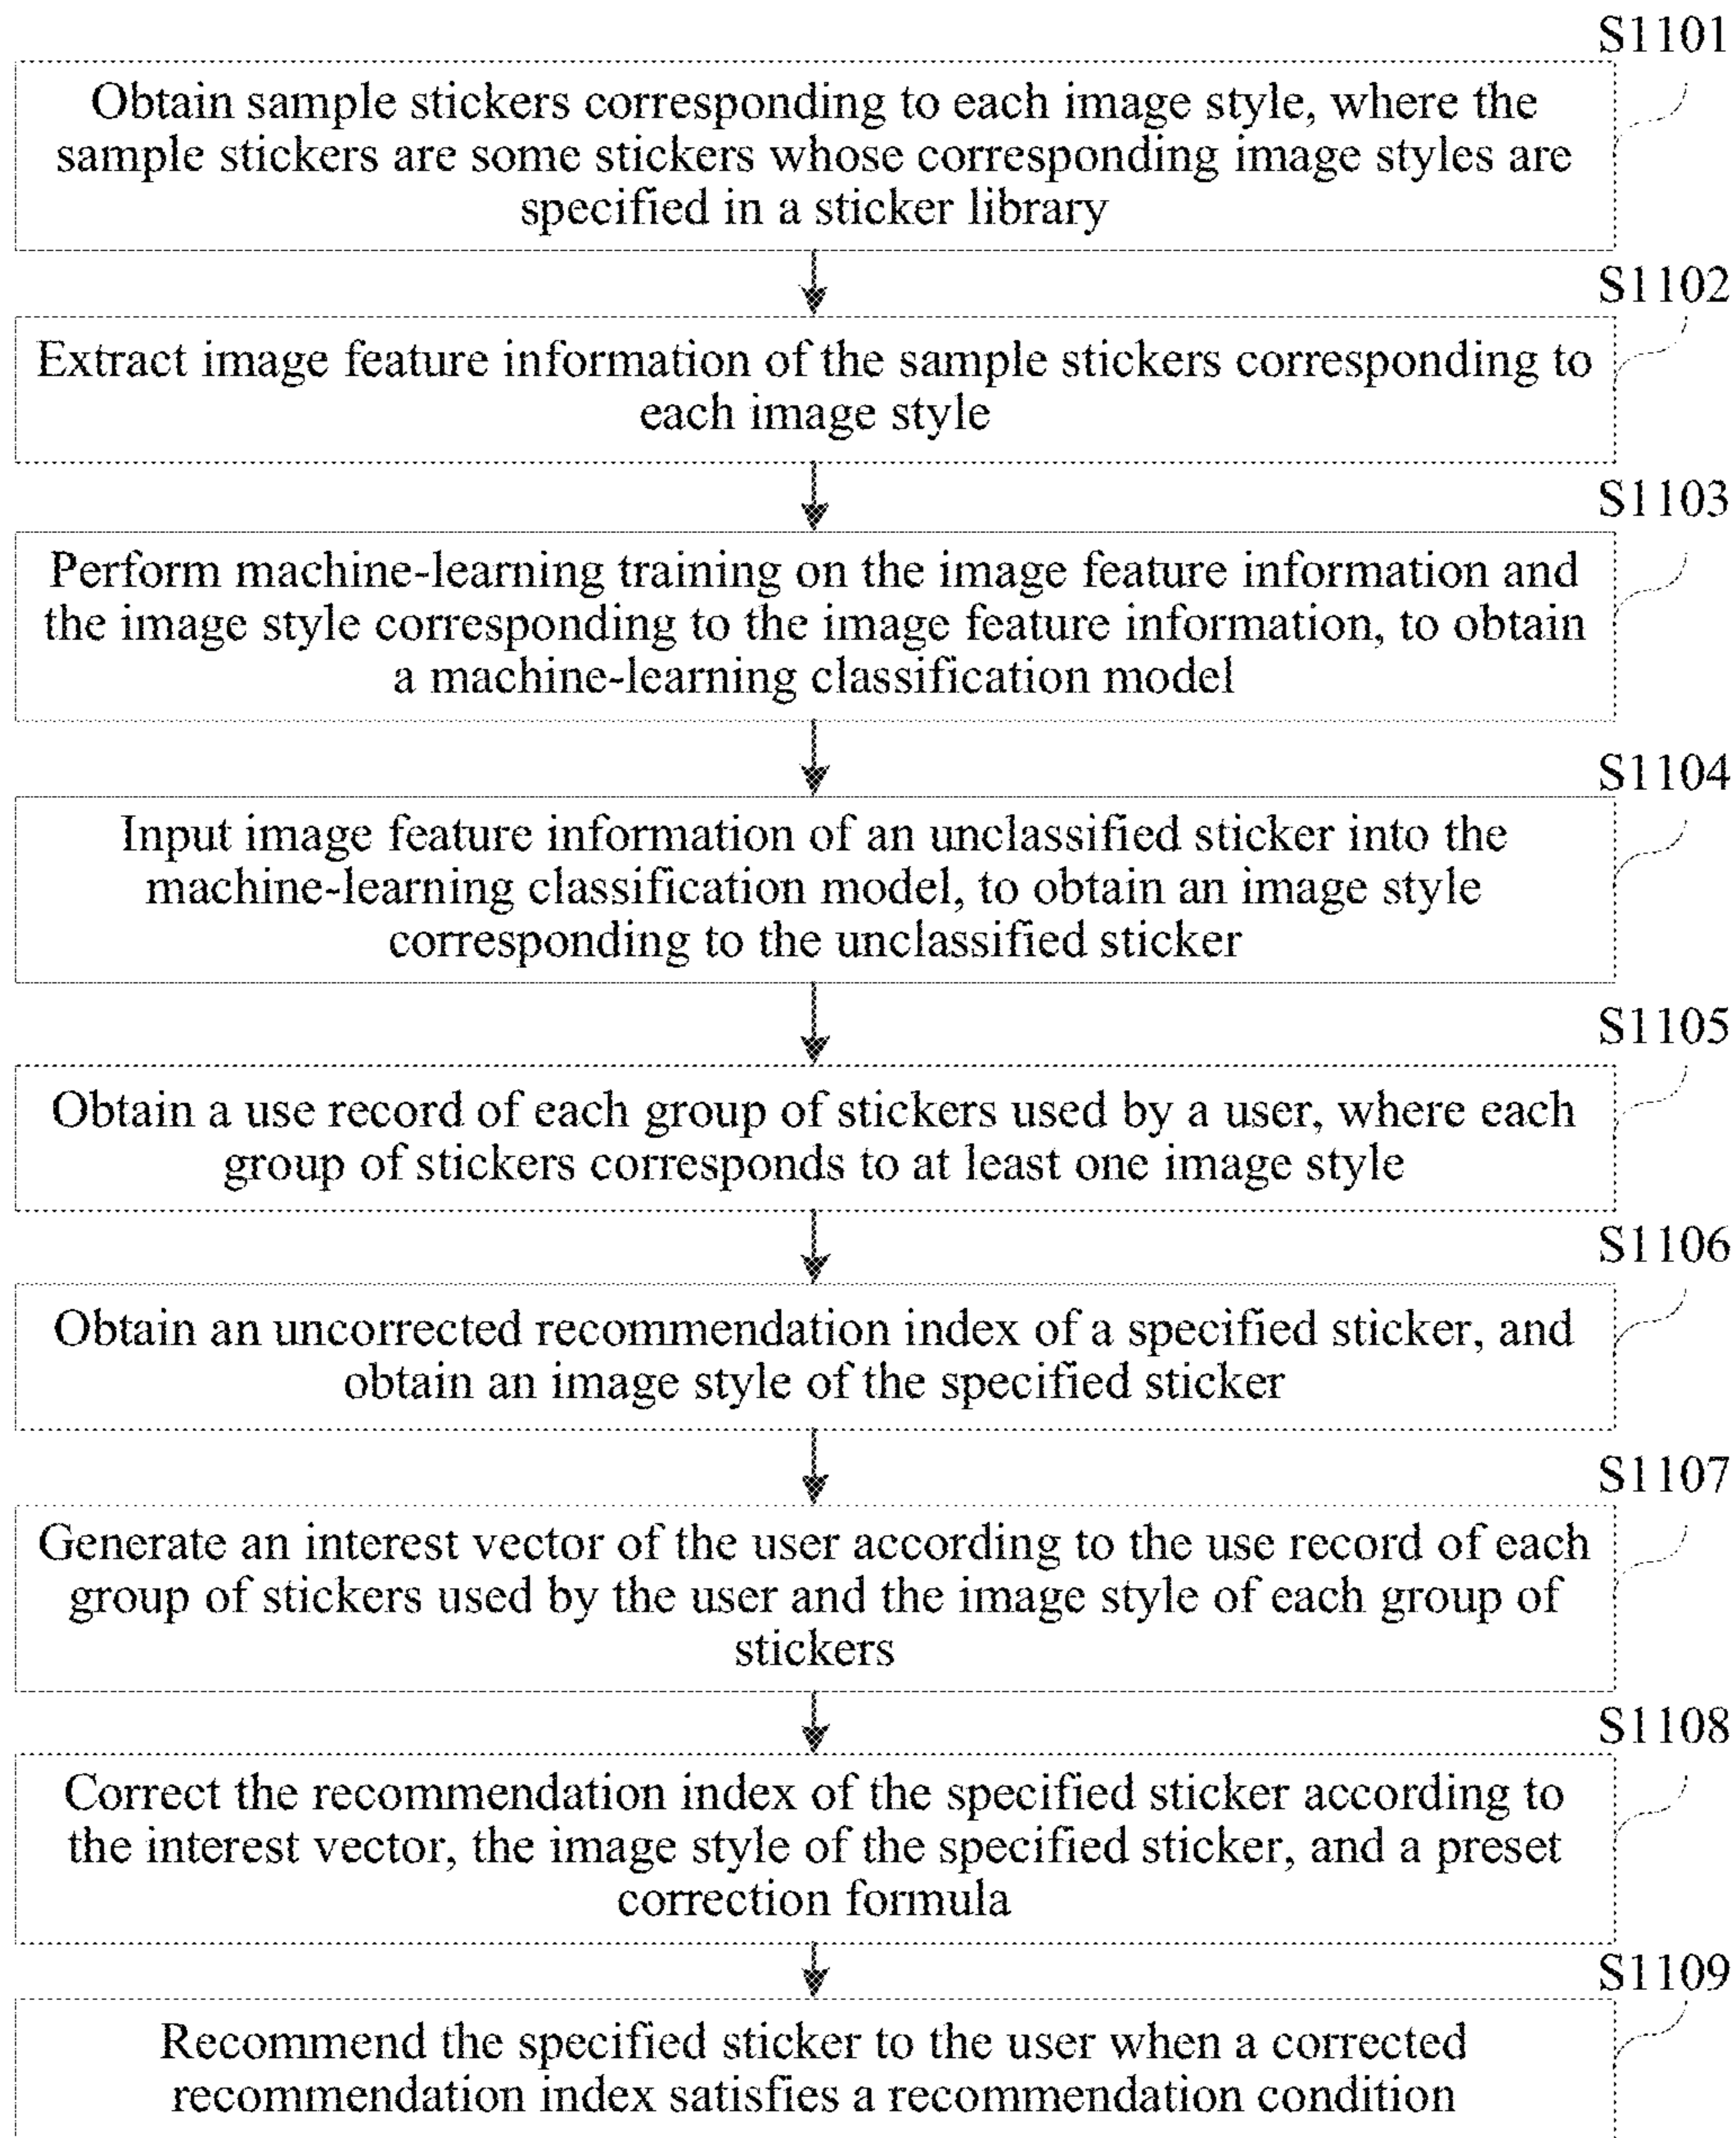 S1101
Obtain sample stickers corresponding to each image style, where the
sample stickers are some stickers whose corresponding image styles are
specified in a sticker library
S1102
Extract image feature information of the sample stickers corresponding to
each image style
S1103
Perform machine-learning training on the image feature information and
the image style corresponding to the image feature information, to obtain
a machine-learning classification model
S1104
Input image feature information of an unclassified sticker into the
machine-learning classification model, to obtain an image style
corresponding to the unclassified sticker
S1105
Obtain a use record of each group of stickers used by a user, where each
group of stickers corresponds to at least one image style
S1106
Obtain an uncorrected recommendation index of a specified sticker, and
obtain an image style of the specified sticker
S1107
Generate an interest vector of the user according to the use record of each
group of stickers used by the user and the image style of each group of
stickers
S1108
Correct the recommendation index of the specified sticker according to
the interest vector, the image style of the specified sticker, and a preset
correction formula
S1109
Recommend the specified sticker to the user when a corrected
recommendation index satisfies a recommendation condition